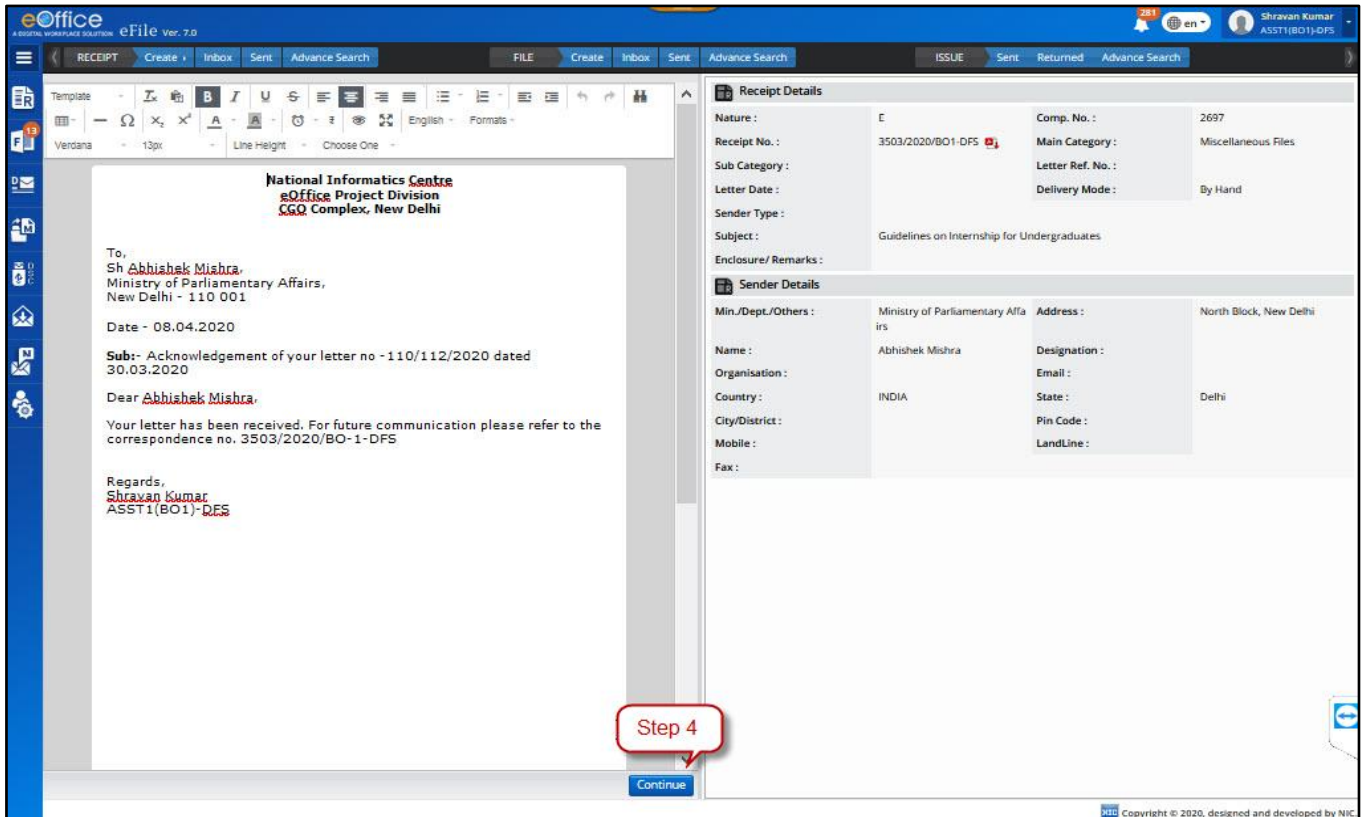 eOffice
A DIGITAL WORKPLACE SOLUTION eFile Ver. 7.0
281
en
Shravan Kumar
ASST1(BO1)-DFS
RECEIPT Create Inbox Sent Advance Search FILE Create Inbox Sent Advance Search ISSUE Sent Returned Advance Search
13
DSC
Template B I U S
Ω English Formats
Verdana 13px Line Height Choose One
National Informatics Centre
eOffice Project Division
CGO Complex, New Delhi
To,
Sh Abhishek Mishra,
Ministry of Parliamentary Affairs,
New Delhi - 110 001
Date - 08.04.2020
Sub:- Acknowledgement of your letter no -110/112/2020 dated
30.03.2020
Dear Abhishek Mishra,
Your letter has been received. For future communication please refer to the
correspondence no. 3503/2020/BO-1-DFS
Regards,
Shravan Kumar
ASST1(BO1)-DFS
Step 4
Continue
Receipt Details
Nature : E Comp. No. : 2697
Receipt No. : 3503/2020/BO1-DFS Main Category : Miscellaneous Files
Sub Category : Letter Ref. No. :
Letter Date : Delivery Mode : By Hand
Sender Type :
Subject : Guidelines on Internship for Undergraduates
Enclosure/ Remarks :
Sender Details
Min./Dept./Others : Ministry of Parliamentary Affa Address : North Block, New Delhi
irs
Name : Abhishek Mishra Designation :
Organisation : Email :
Country : INDIA State : Delhi
City/District : Pin Code :
Mobile : LandLine :
Fax :
NIC Copyright © 2020, designed and developed by NIC.